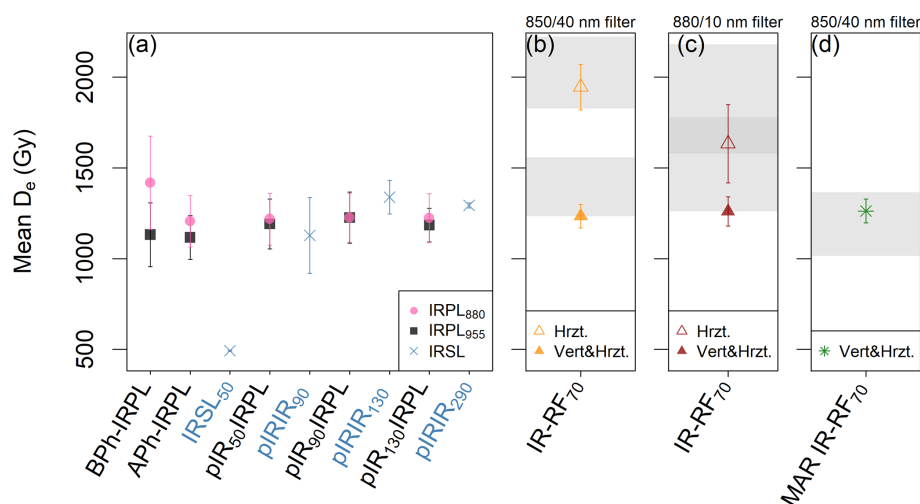 850/40 nm filter
880/10 nm filter
850/40 nm filter
(a)
(b)
(c)
(d)
Mean Dₑ (Gy)
2000
1500
1000
500
IRPL₈₈₀
IRPL₉₅₅
IRSL
Hrzt.
Vert&Hrzt.
Hrzt.
Vert&Hrzt.
Vert&Hrzt.
BPh-IRPL
APh-IRPL
IRSL₅₀
pIR₅₀IRPL
pIRIR₉₀
pIR₉₀IRPL
pIRIR₁₃₀
pIR₁₃₀IRPL
pIRIR₂₉₀
IR-RF₇₀
IR-RF₇₀
MAR IR-RF₇₀